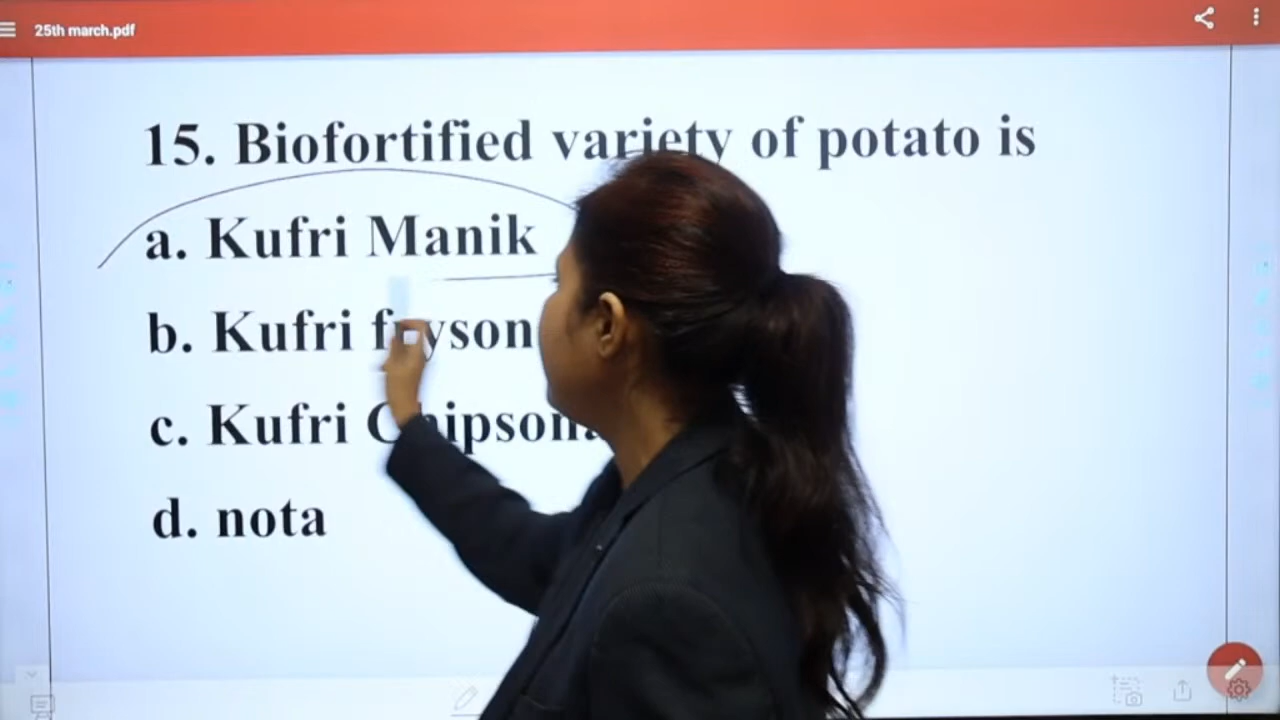 25th march.pdf
15. Biofortified variety of potato is
a. Kufri Manik
b. Kufri
c. Kufri
d. nota